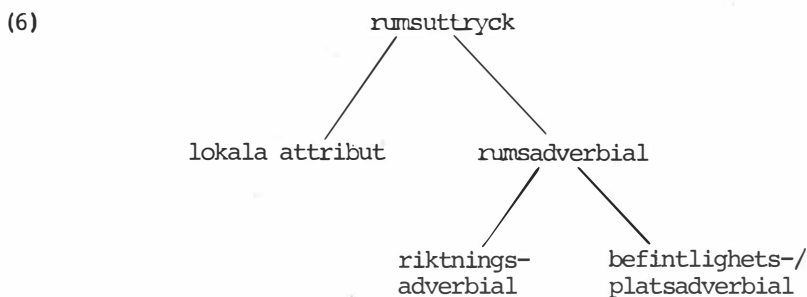 (6) rumsuttryck
lokala attribut rumsadverbial
riktnings- befintlighets-/
adverbial platsadverbial